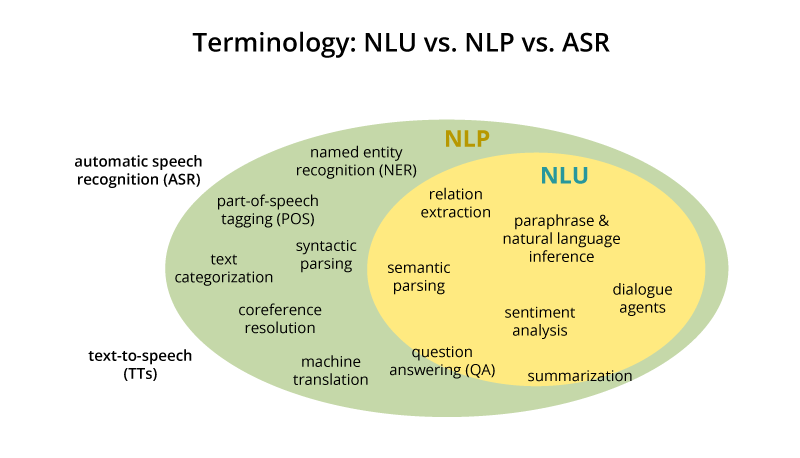 Terminology: NLU vs. NLP vs. ASR
NLP
automatic speech
recognition (ASR)
named entity
recognition (NER)
NLU
part-of-speech
tagging (POS)
relation
extraction
paraphrase &
natural language
inference
text
categorization
syntactic
parsing
semantic
parsing
dialogue
agents
coreference
resolution
sentiment
analysis
text-to-speech
(TTs)
machine
translation
question
answering (QA)
summarization